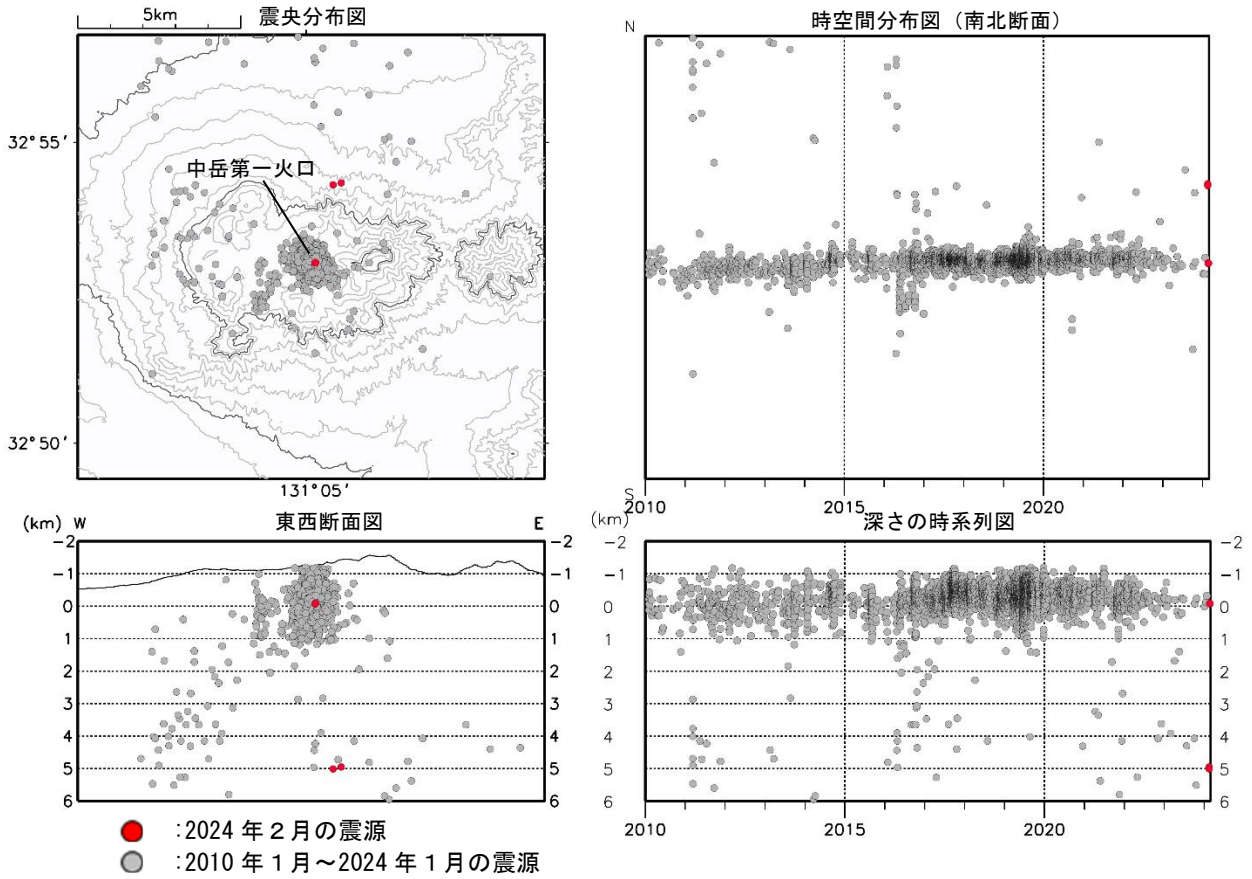 5km
震央分布図
時空間分布図（南北断面）
N
32°55′
中岳第一火口
32°50′
131°05′
S
2010 2015 2020
(km) W 東西断面図 E
-2
-1
0
1
2
3
4
5
6
(km) 深さの時系列図
-2
-1
0
1
2
3
4
5
6
2010 2015 2020
:2024年２月の震源
:2010年１月～2024年１月の震源